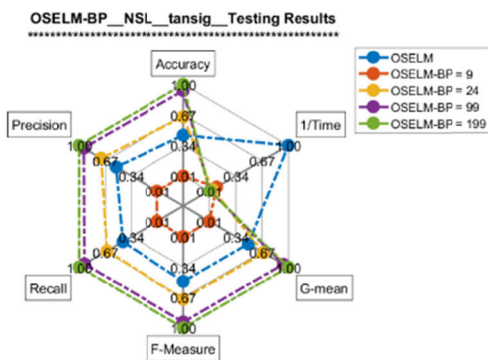 OSELM-BP__NSL__tansig__Testing Results
****************************************************
Accuracy
1/Time
G-mean
F-Measure
Recall
Precision
1.00
0.67
0.34
0.01
1.00
0.67
0.34
0.01
1.00
0.67
0.34
0.01
1.00
0.67
0.34
0.01
1.00
0.67
0.34
0.01
1.00
0.67
0.34
0.01
OSELM
OSELM-BP = 9
OSELM-BP = 24
OSELM-BP = 99
OSELM-BP = 199